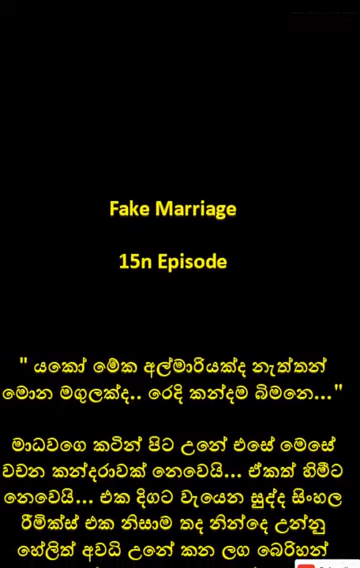 Fake Marriage
15n Episode
" යකෝ මේක අල්මාරියක්ද නැත්තන්
මොන මගුලක්ද.. රෙදි කන්දම බිමනෙ..."
මාධවගෙ කටින් පිට උනේ එසේ මෙසේ
වචන කන්දරාවක් නෙවෙයි... ඒකත් හිමීට
නෙවෙයි... එක දිගට වැයෙන සුද්ද සිංහල
රීමික්ස් එක නිසාම තද නින්දෙ උන්නු
හේලිත් අවධි උනේ කන ලග බෙරිහන්